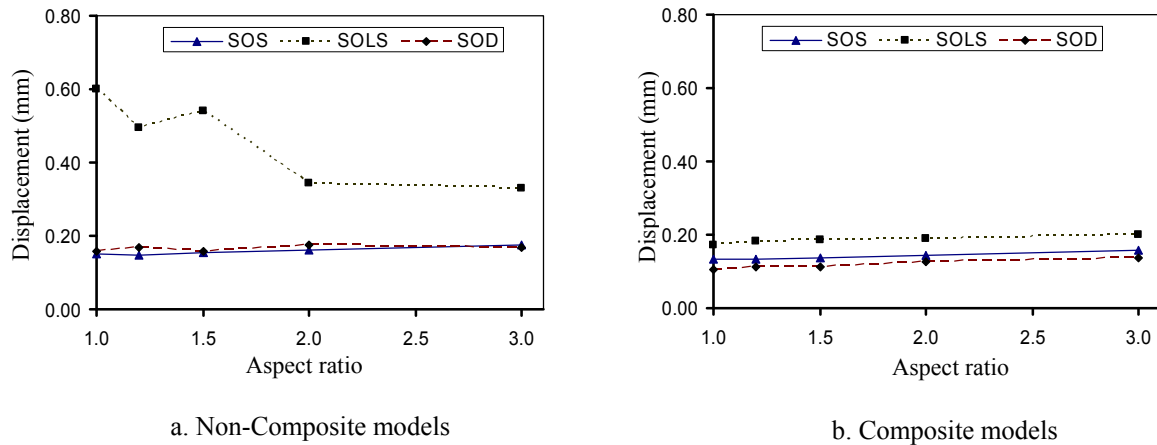 0.80
0.60
0.40
0.20
0.00
Displacement (mm)
SOS SOLS SOD
1.0 1.5 2.0 2.5 3.0
Aspect ratio
a. Non-Composite models
0.80
0.60
0.40
0.20
0.00
Displacement (mm)
SOS SOLS SOD
1.0 1.5 2.0 2.5 3.0
Aspect ratio
b. Composite models